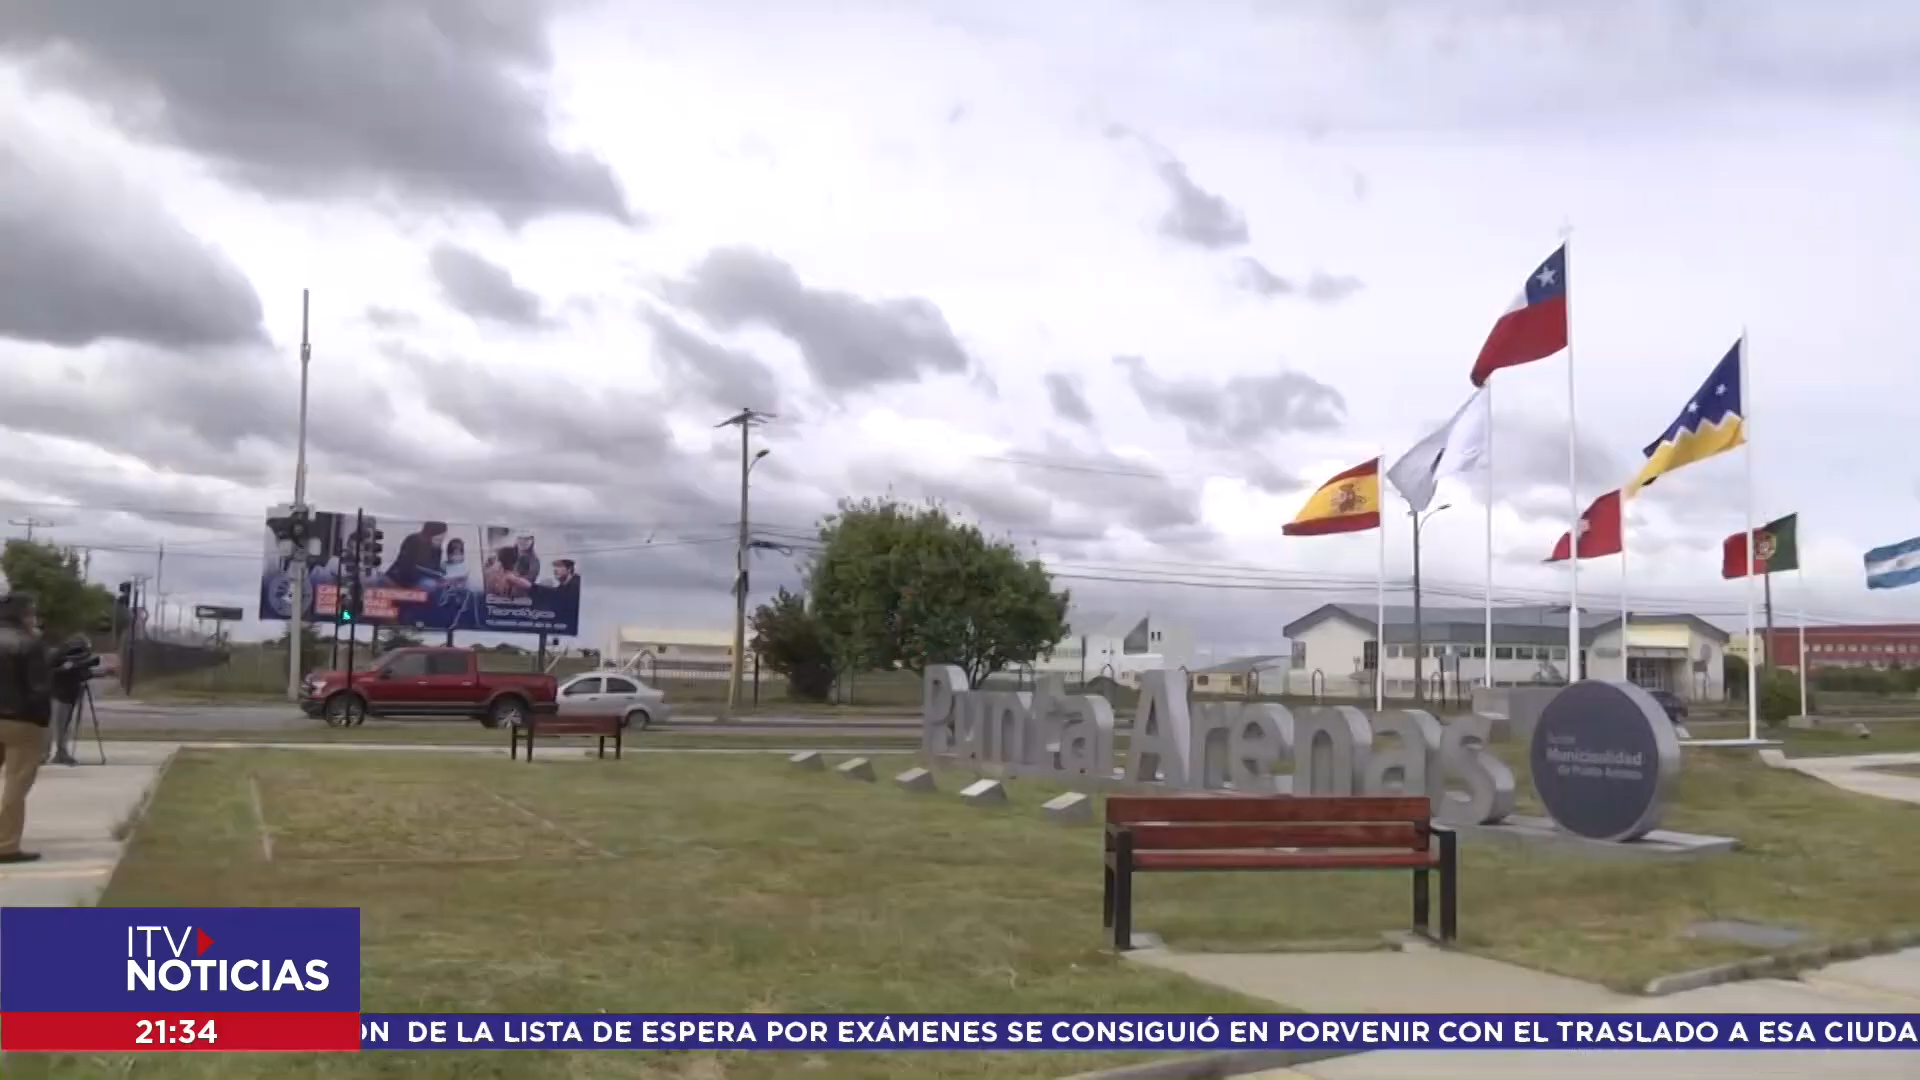 Escuela
Tecnológica
Punta Arenas
Municipalidad
de Punta Arenas
ITV
NOTICIAS
21:34
ÓN DE LA LISTA DE ESPERA POR EXÁMENES SE CONSIGUIÓ EN PORVENIR CON EL TRASLADO A ESA CIUDA